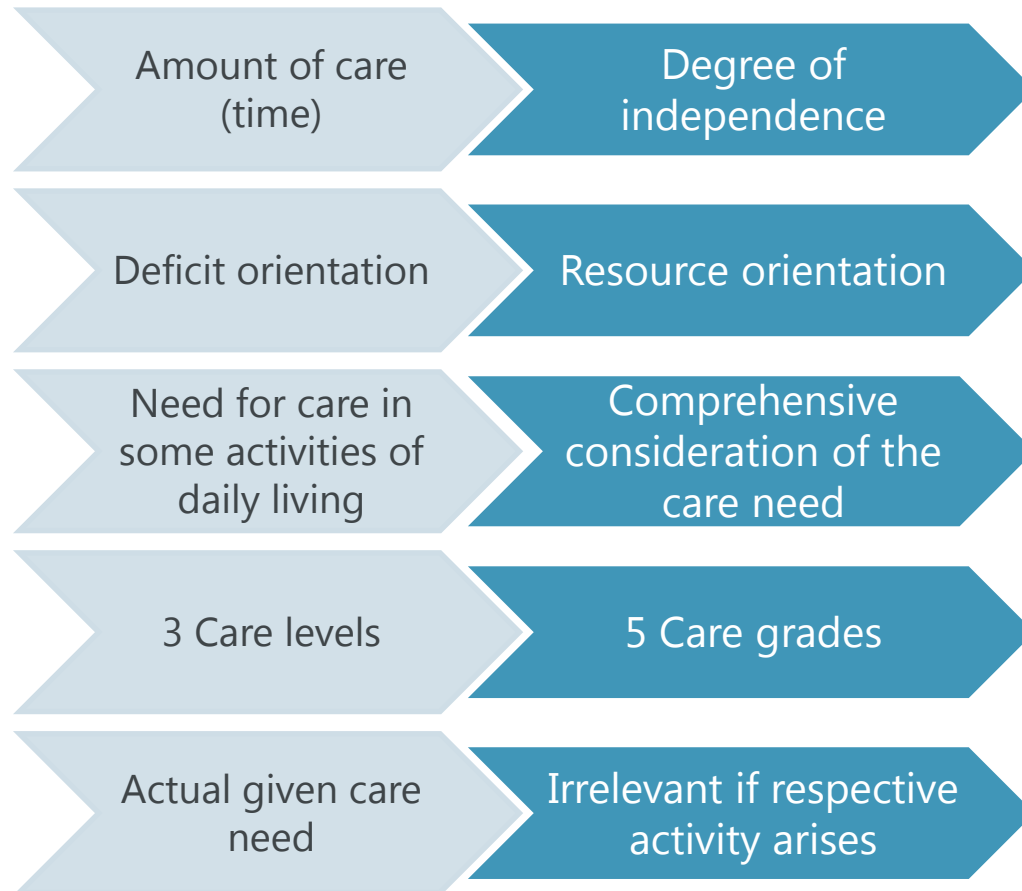 Amount of care
(time)
Degree of
independence
Deficit orientation
Resource orientation
Need for care in
some activities of
daily living
Comprehensive
consideration of the
care need
3 Care levels
5 Care grades
Actual given care
need
Irrelevant if respective
activity arises